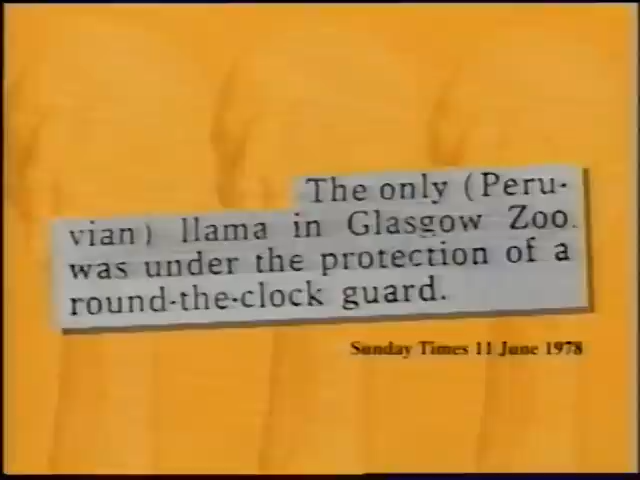 The only (Peru-
vian) llama in Glasgow Zoo.
was under the protection of a
round-the-clock guard.
Sunday Times 11 June 1978